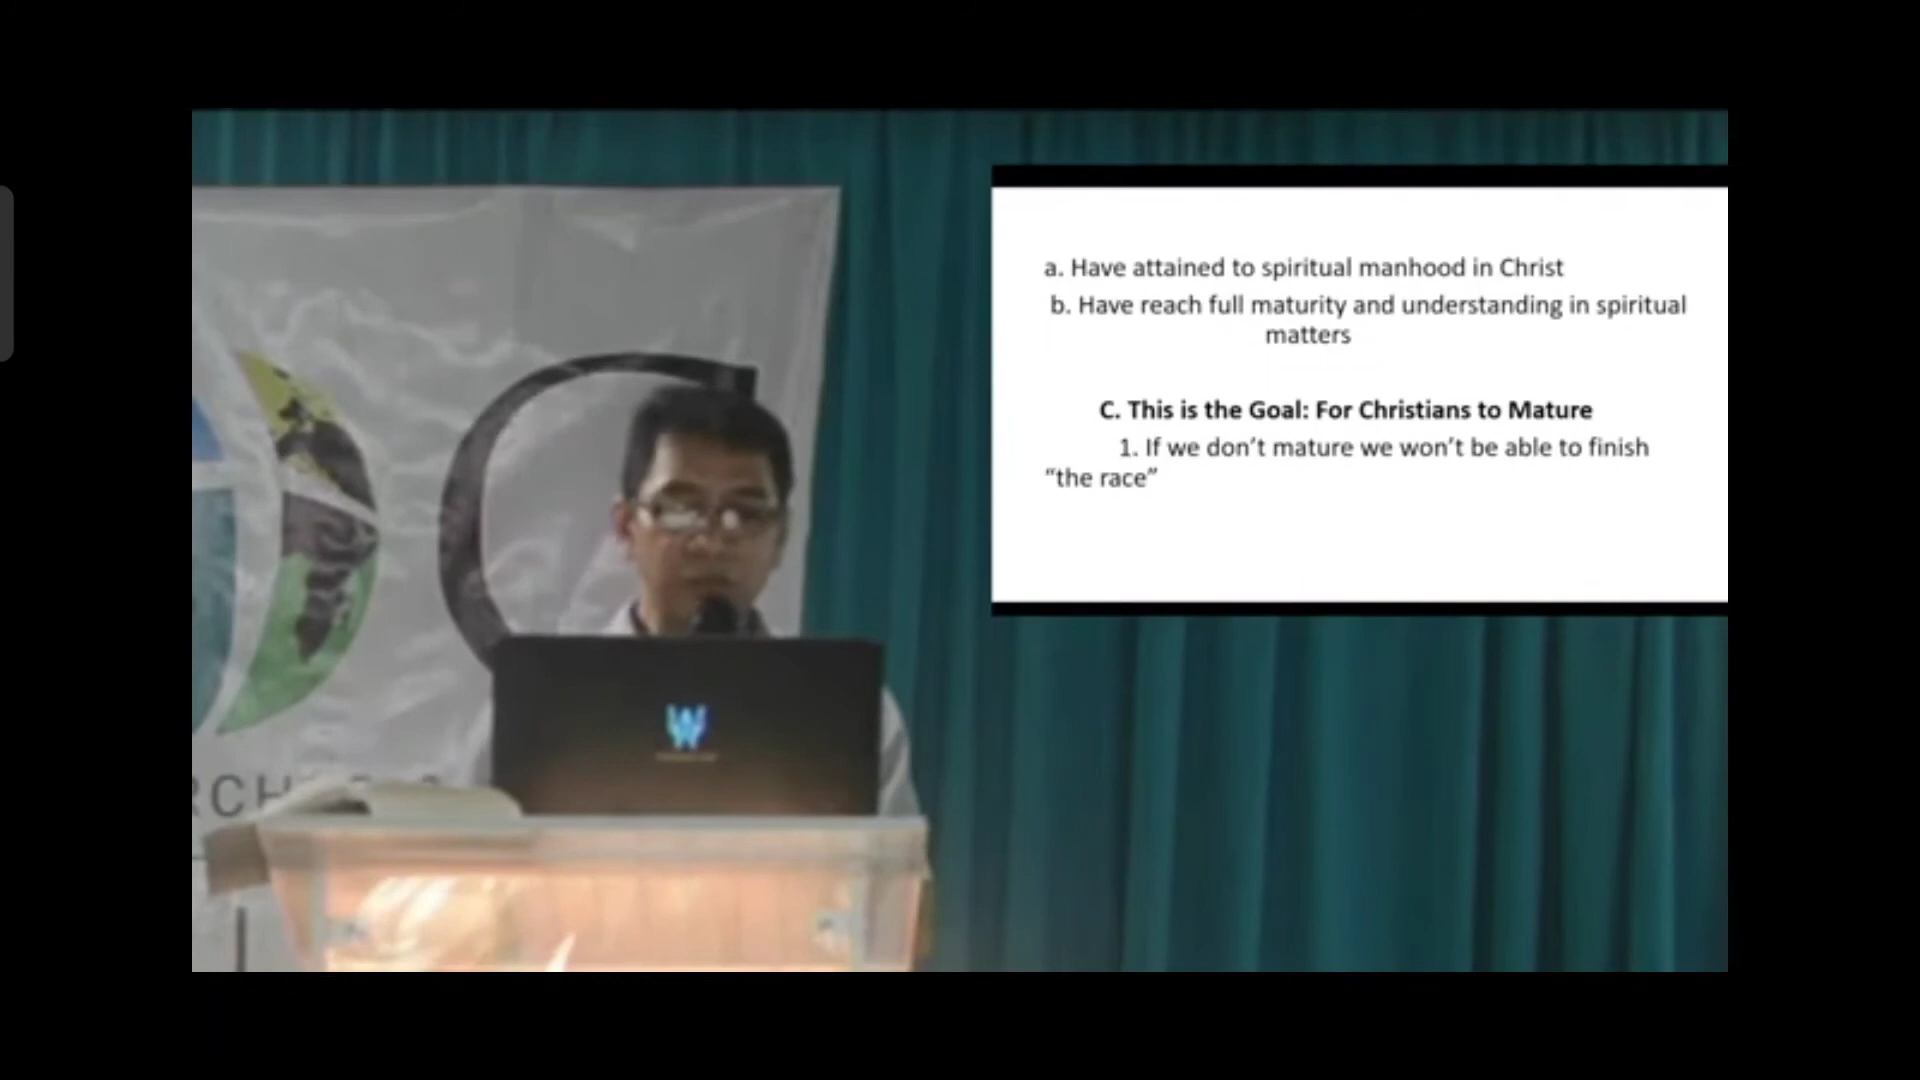 a. Have attained to spiritual manhood in Christ
b. Have reach full maturity and understanding in spiritual
matters
C. This is the Goal: For Christians to Mature
1. If we don’t mature we won’t be able to finish
“the race”
W